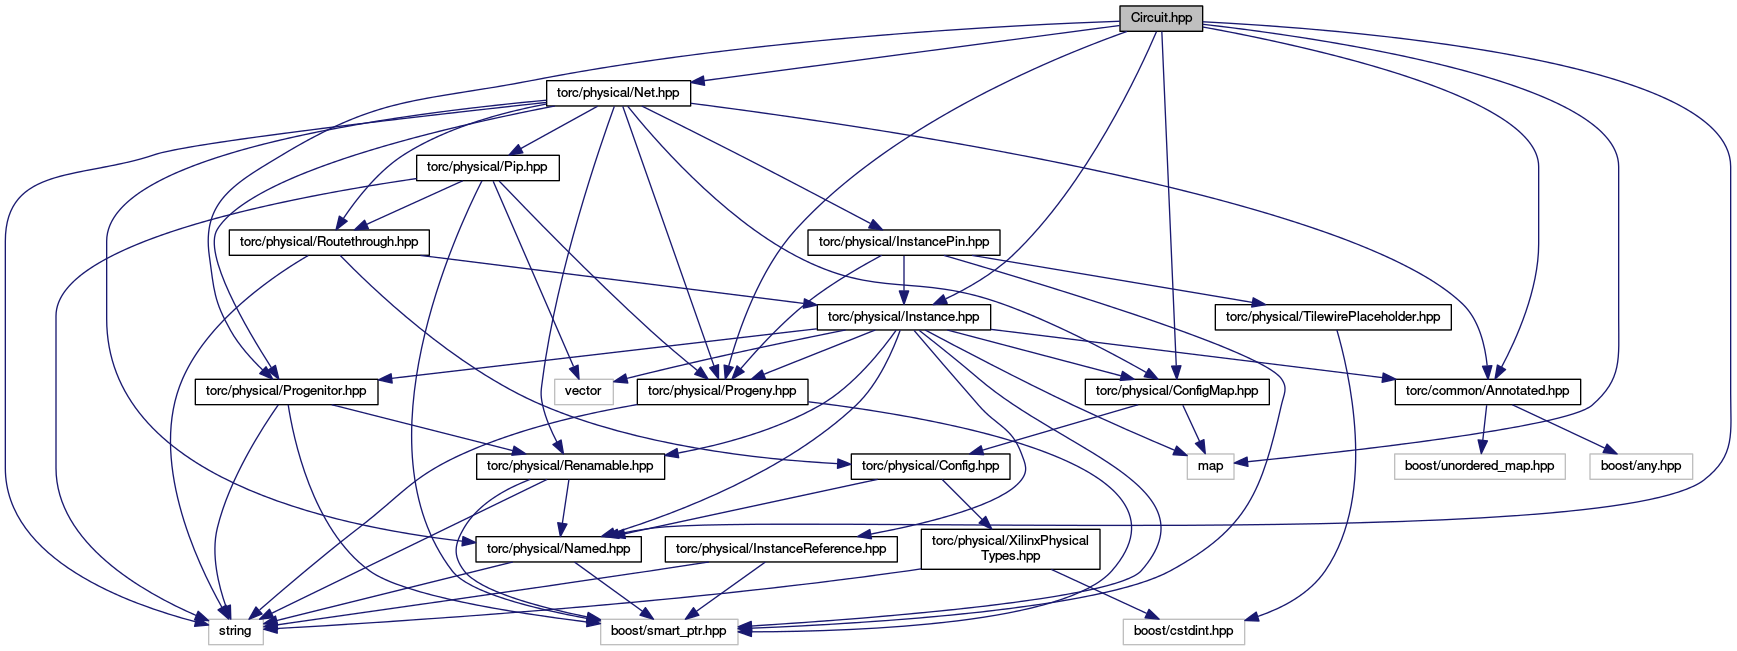 Circuit.hpp
torc/physical/Net.hpp
torc/physical/Pip.hpp
torc/physical/Routethrough.hpp
torc/physical/InstancePin.hpp
torc/physical/Instance.hpp
torc/physical/TilewirePlaceholder.hpp
torc/physical/Progenitor.hpp
vector
torc/physical/Progeny.hpp
torc/physical/ConfigMap.hpp
torc/common/Annotated.hpp
torc/physical/Renamable.hpp
torc/physical/Config.hpp
map
boost/unordered_map.hpp
boost/any.hpp
torc/physical/Named.hpp
torc/physical/InstanceReference.hpp
torc/physical/XilinxPhysical
Types.hpp
string
boost/smart_ptr.hpp
boost/cstdint.hpp